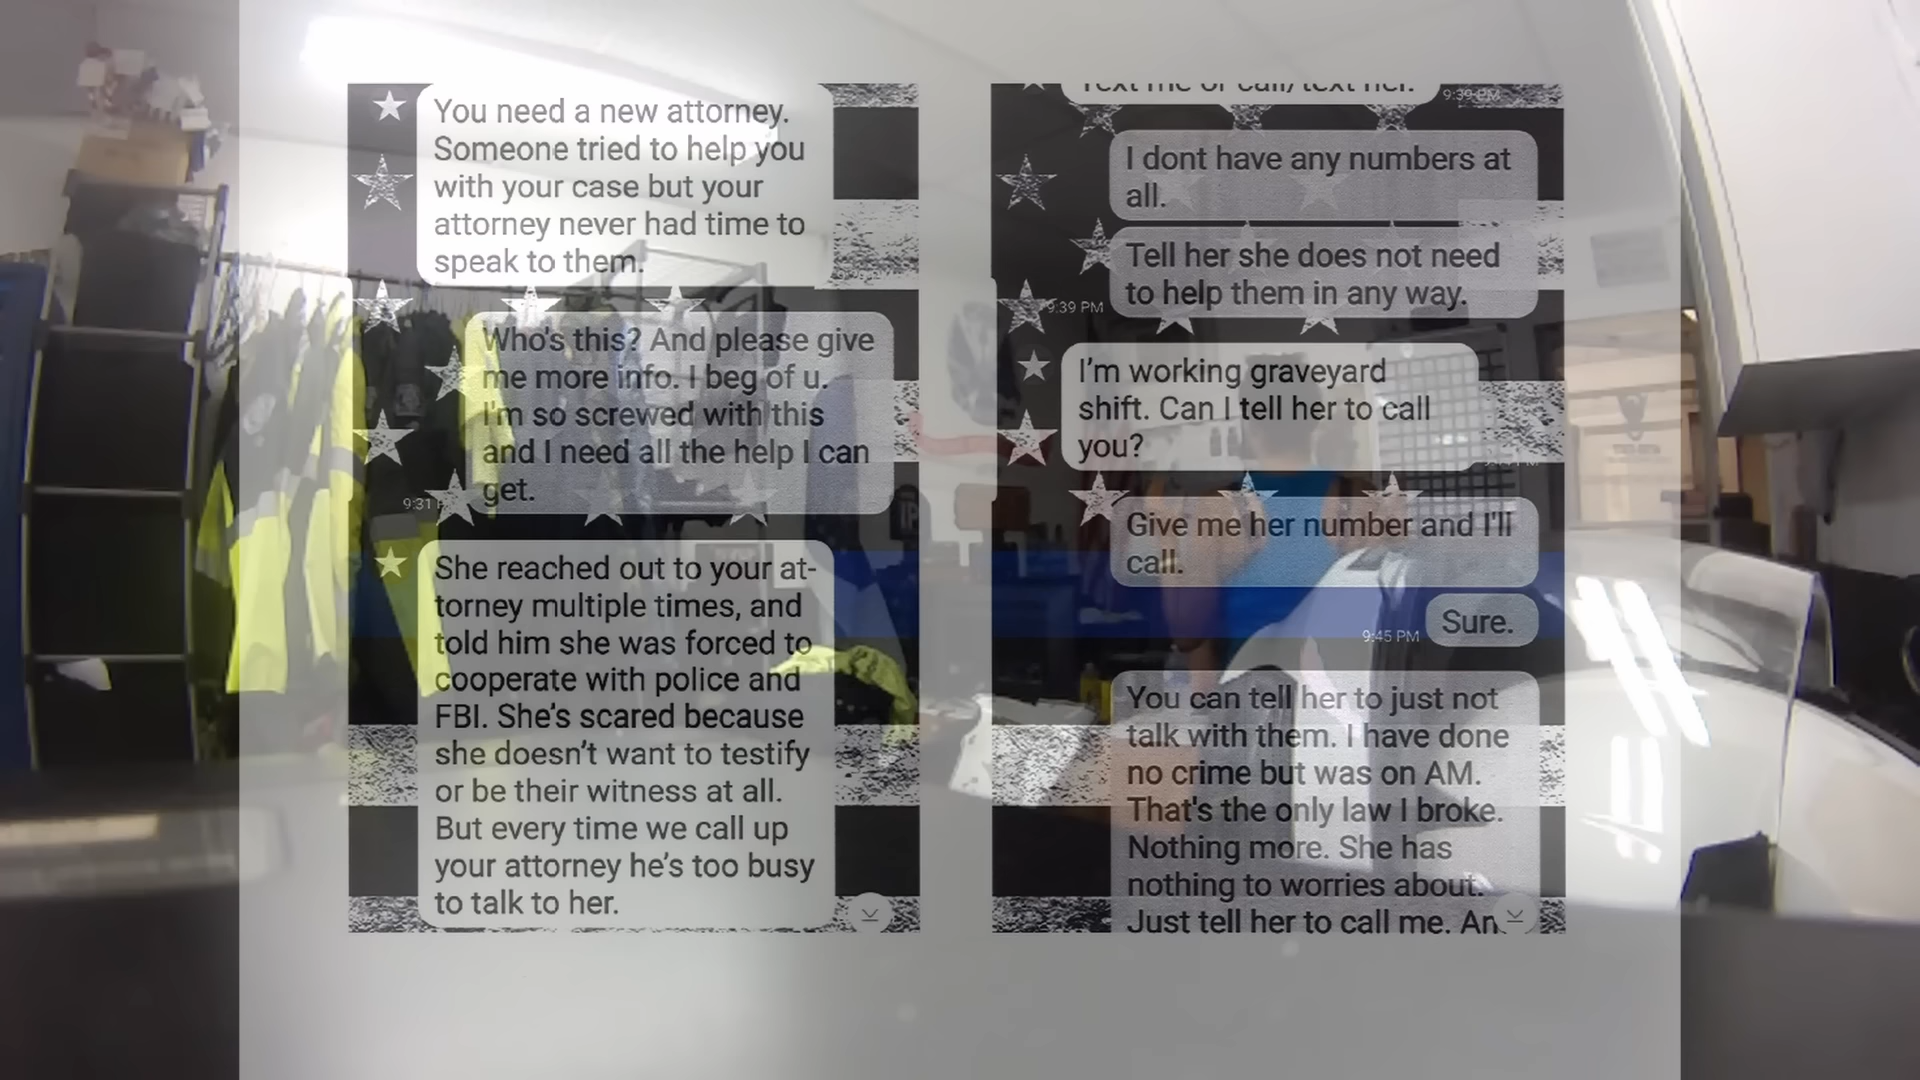 You need a new attorney.
Someone tried to help you
with your case but your
attorney never had time to
speak to them.
Who's this? And please give
me more info. I beg of u.
I'm so screwed with this
and I need all the help I can
get.
9:31
She reached out to your at-
torney multiple times, and
told him she was forced to
cooperate with police and
FBI. She's scared because
she doesn't want to testify
or be their witness at all.
But every time we call up
your attorney he's too busy
to talk to her.
Text me or call/text her.
9:39 PM
I dont have any numbers at
all.
Tell her she does not need
to help them in any way.
9:39 PM
I'm working graveyard
shift. Can I tell her to call
you?
Give me her number and I'll
call.
Sure.
9:45 PM
You can tell her to just not
talk with them. I have done
no crime but was on AM.
That's the only law I broke.
Nothing more. She has
nothing to worries about.
Just tell her to call me. An